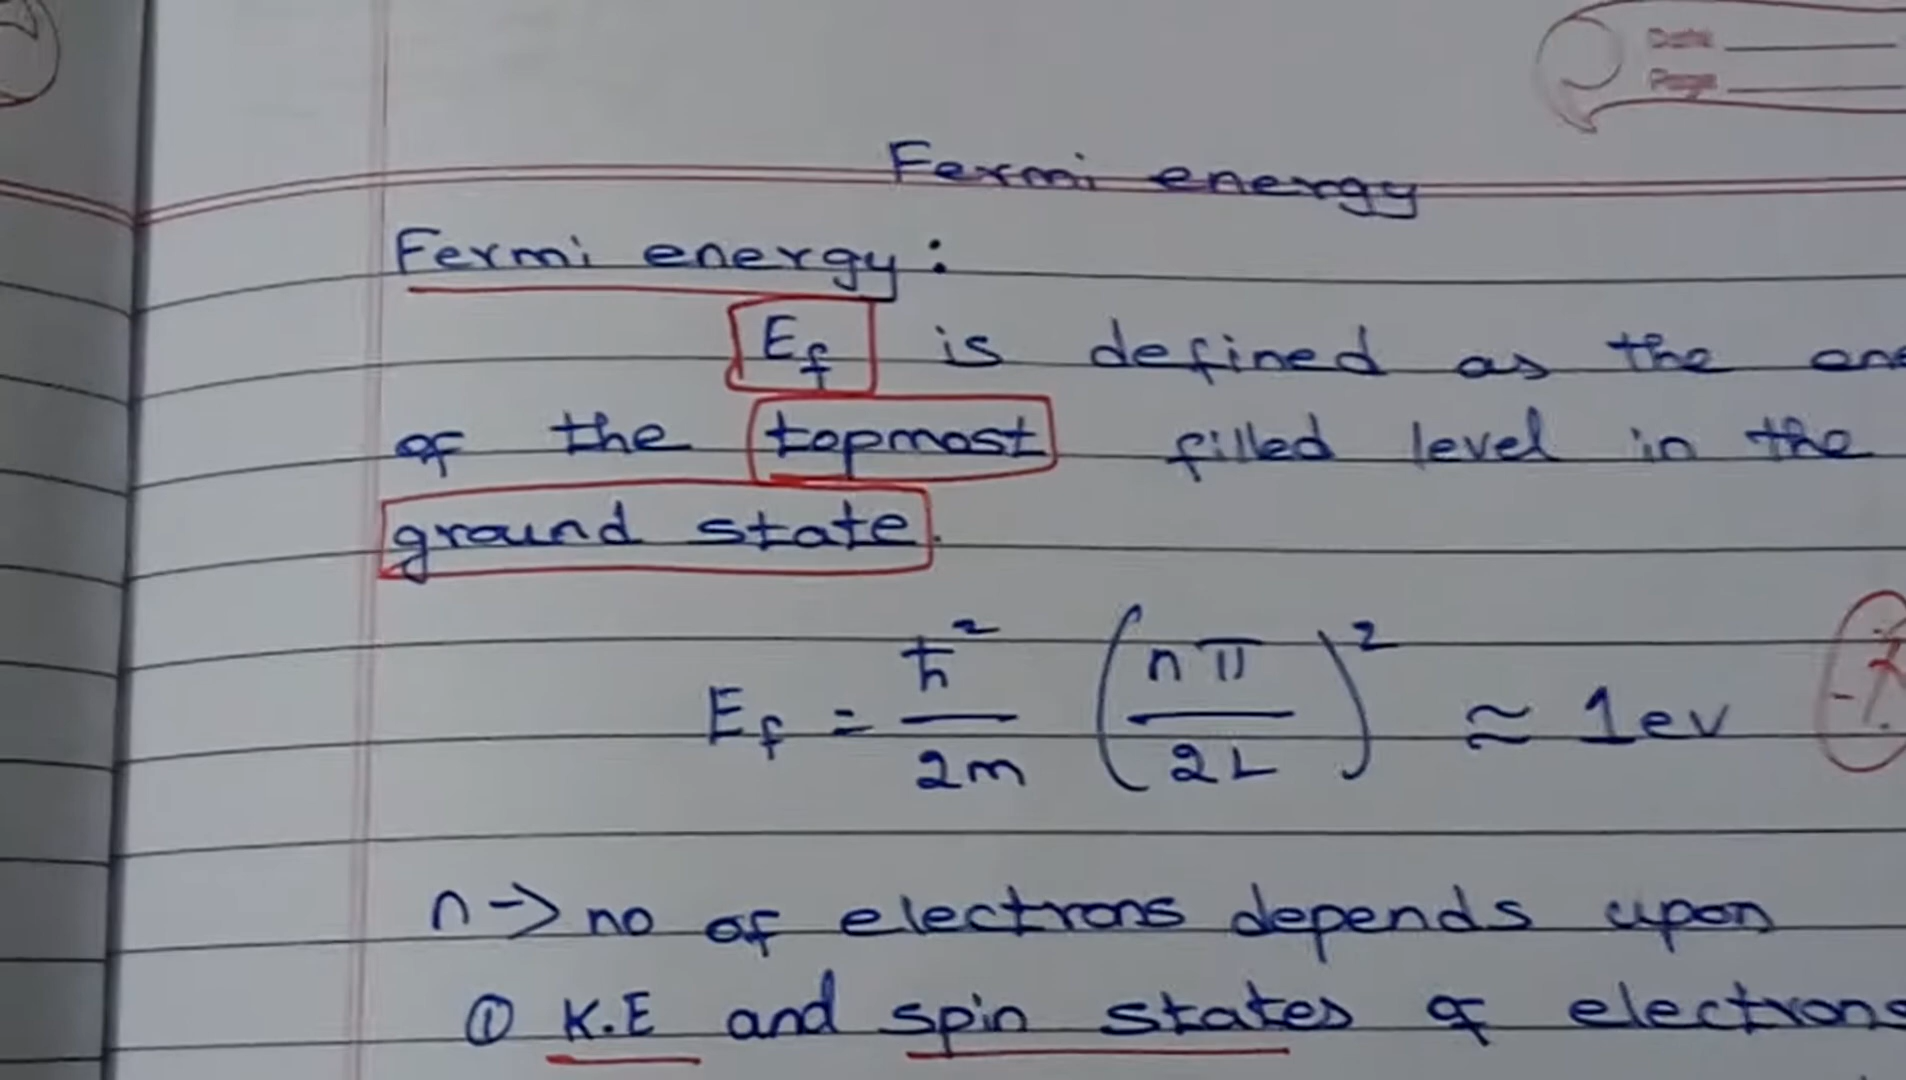 Date
Page
Fermi energy
Fermi energy:
Ef is defined as the
of the topmost filled level in the
ground state.
Ef = ħ²/2m (nπ/2L)² ≈ 1ev
n -> no of electrons depends upon
① K.E and spin states of electrons